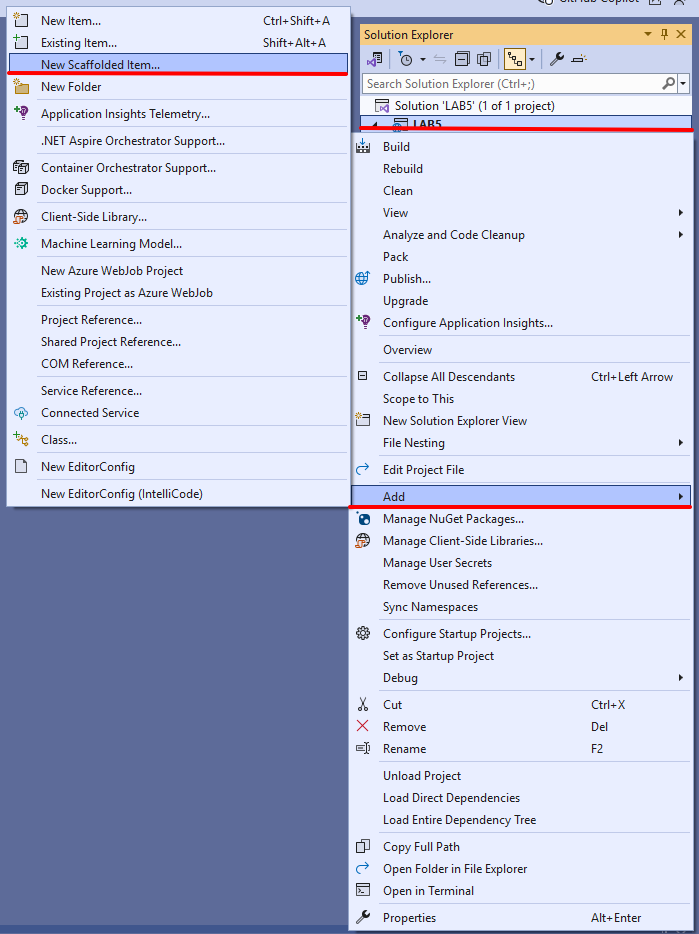 GitHub Copilot
New Item... Ctrl+Shift+A
Existing Item... Shift+Alt+A
New Scaffolded Item...
New Folder
Application Insights Telemetry...
.NET Aspire Orchestrator Support...
Container Orchestrator Support...
Docker Support...
Client-Side Library...
Machine Learning Model...
New Azure WebJob Project
Existing Project as Azure WebJob
Project Reference...
Shared Project Reference...
COM Reference...
Service Reference...
Connected Service
Class...
New EditorConfig
New EditorConfig (IntelliCode)
Solution Explorer
Search Solution Explorer (Ctrl+;)
Solution 'LAB5' (1 of 1 project)
LAB5
Build
Rebuild
Clean
View
Analyze and Code Cleanup
Pack
Publish...
Upgrade
Configure Application Insights...
Overview
Collapse All Descendants Ctrl+Left Arrow
Scope to This
New Solution Explorer View
File Nesting
Edit Project File
Add
Manage NuGet Packages...
Manage Client-Side Libraries...
Manage User Secrets
Remove Unused References...
Sync Namespaces
Configure Startup Projects...
Set as Startup Project
Debug
Cut Ctrl+X
Remove Del
Rename F2
Unload Project
Load Direct Dependencies
Load Entire Dependency Tree
Copy Full Path
Open Folder in File Explorer
Open in Terminal
Properties Alt+Enter